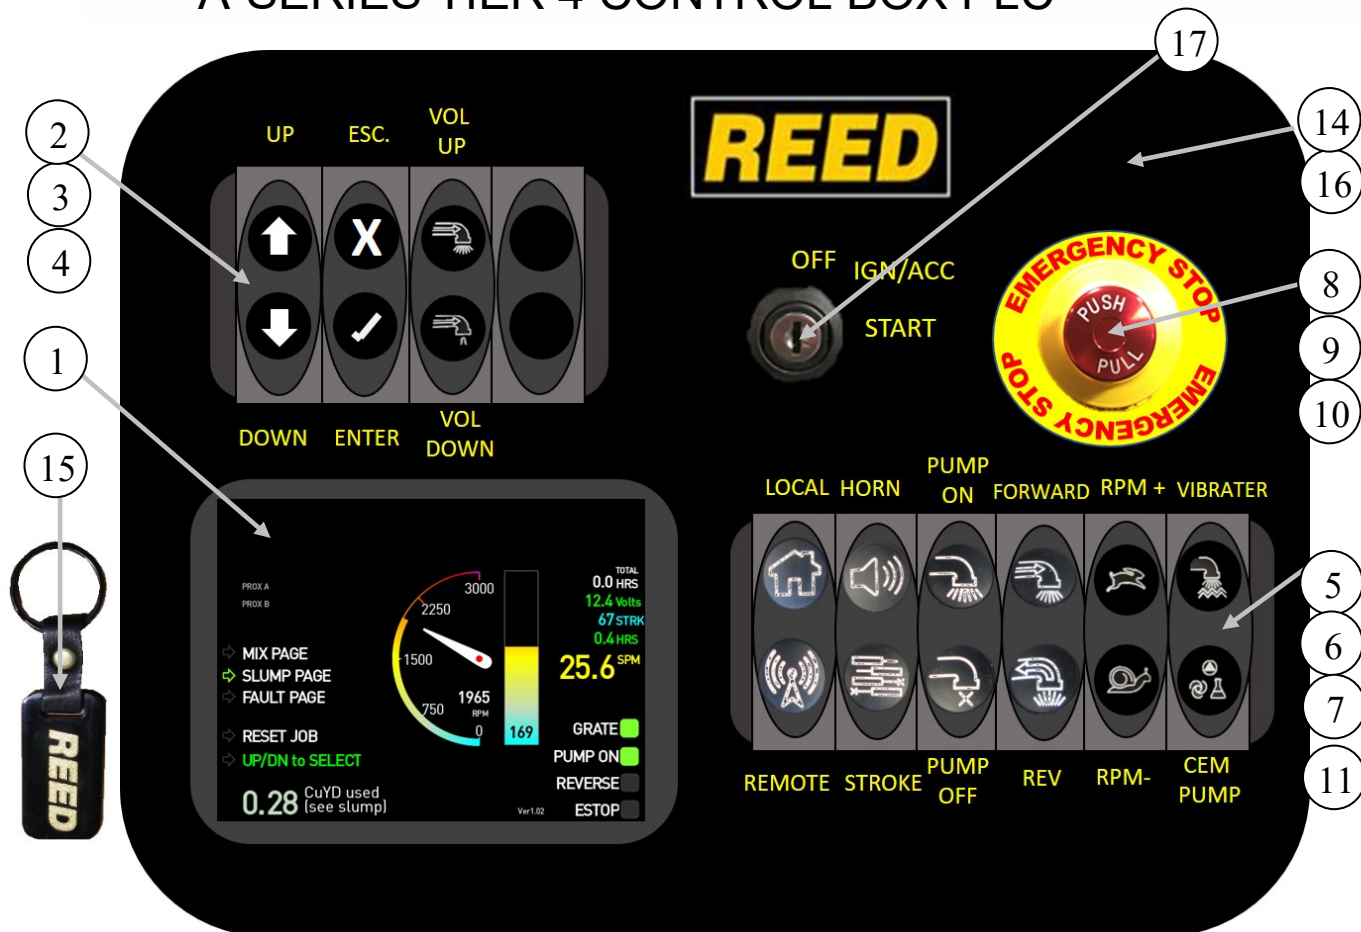 A-SERIES TIER 4 CONTROL BOX PLC
17
2
3
4
UP
ESC.
VOL
UP
REED
14
16
X
OFF
IGN/ACC
START
EMERGENCY STOP
PUSH
PULL
EMERGENCY STOP
8
9
10
1
DOWN
ENTER
VOL
DOWN
15
REED
PROX A
PROX B
MIX PAGE
SLUMP PAGE
FAULT PAGE
RESET JOB
UP/DN to SELECT
0.28 CuYD used
(see slump)
3000
2250
1500
750
0
1965
RPM
169
TOTAL
0.0 HRS
12.4 Volts
67 STRK
0.4 HRS
25.6 SPM
GRATE
PUMP ON
REVERSE
ESTOP
Ver1.02
LOCAL
HORN
PUMP
ON
FORWARD
RPM +
VIBRATER
REMOTE
STROKE
PUMP
OFF
REV
RPM-
CEM
PUMP
5
6
7
11